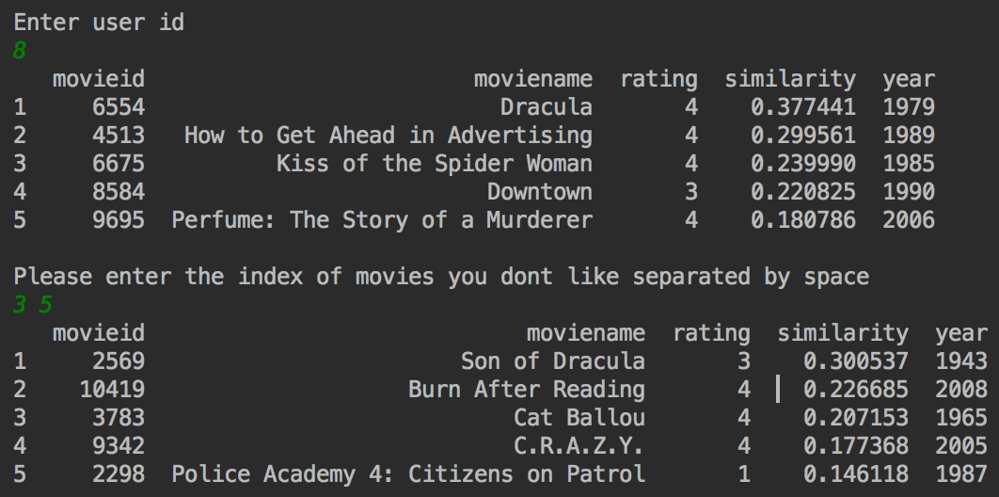 Enter user id
8
movieid moviename rating similarity year
1 6554 Dracula 4 0.377441 1979
2 4513 How to Get Ahead in Advertising 4 0.299561 1989
3 6675 Kiss of the Spider Woman 4 0.239990 1985
4 8584 Downtown 3 0.220825 1990
5 9695 Perfume: The Story of a Murderer 4 0.180786 2006
Please enter the index of movies you dont like separated by space
3 5
movieid moviename rating similarity year
1 2569 Son of Dracula 3 0.300537 1943
2 10419 Burn After Reading 4 0.226685 2008
3 3783 Cat Ballou 4 0.207153 1965
4 9342 C.R.A.Z.Y. 4 0.177368 2005
5 2298 Police Academy 4: Citizens on Patrol 1 0.146118 1987